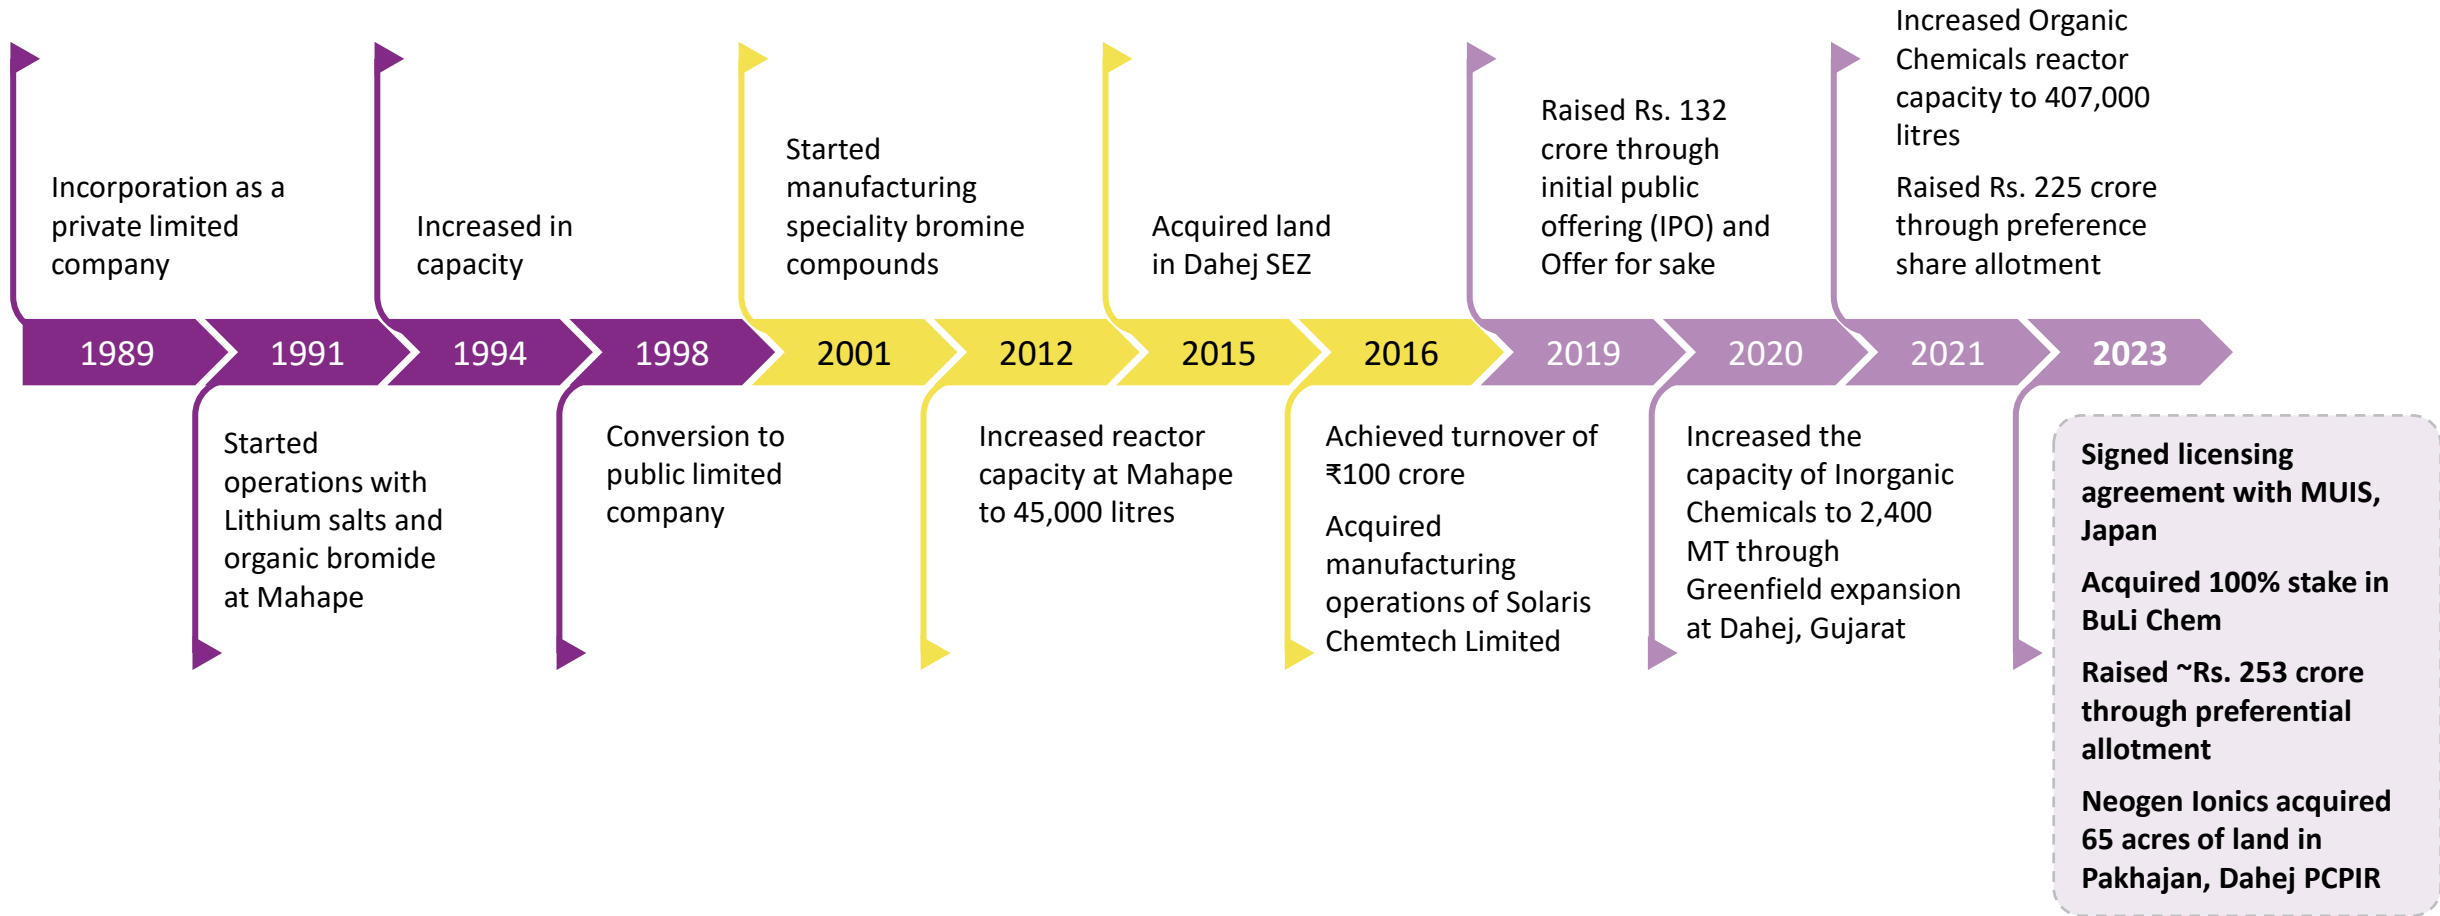 Incorporation as a
private limited
company
Increased in
capacity
Started
manufacturing
speciality bromine
compounds
Acquired land
in Dahej SEZ
Raised Rs. 132
crore through
initial public
offering (IPO) and
Offer for sake
Increased Organic
Chemicals reactor
capacity to 407,000
litres
Raised Rs. 225 crore
through preference
share allotment
1989
1991
1994
1998
2001
2012
2015
2016
2019
2020
2021
2023
Started
operations with
Lithium salts and
organic bromide
at Mahape
Conversion to
public limited
company
Increased reactor
capacity at Mahape
to 45,000 litres
Achieved turnover of
₹100 crore
Acquired
manufacturing
operations of Solaris
Chemtech Limited
Increased the
capacity of Inorganic
Chemicals to 2,400
MT through
Greenfield expansion
at Dahej, Gujarat
Signed licensing
agreement with MUIS,
Japan
Acquired 100% stake in
BuLi Chem
Raised ~Rs. 253 crore
through preferential
allotment
Neogen Ionics acquired
65 acres of land in
Pakhajan, Dahej PCPIR